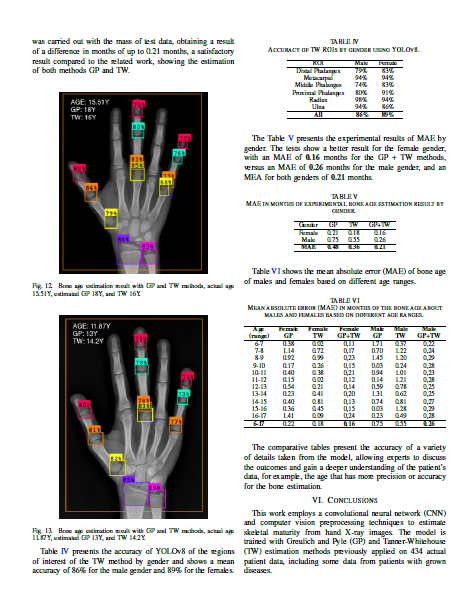 was carried out with the mass of test data, obtaining a result
of a difference in months of up to 0.21 months, a satisfactory
result compared to the related work, showing the estimation
of both methods GP and TW.
AGE: 15.51Y
GP: 18Y
TW: 16Y
Fig. 12. Bone age estimation result with GP and TW methods, actual age
15.51Y, estimated GP 18Y, and TW 16Y.
AGE: 11.87Y
GP: 13Y
TW: 14.2Y
Fig. 13. Bone age estimation result with GP and TW methods, actual age
11.87Y, estimated GP 13Y, and TW 14.2Y.
Table IV presents the accuracy of YOLOv8 of the regions
of interest of the TW method by gender and shows a mean
accuracy of 86% for the male gender and 89% for the females.
TABLE IV
ACCURACY OF TW ROIS BY GENDER USING YOLOV8.
ROI Male Female
Distal Phalanges 79% 83%
Metacarpal 94% 94%
Middle Phalanges 74% 83%
Proximal Phalanges 80% 91%
Radius 98% 94%
Ulna 94% 86%
All 86% 89%
The Table V presents the experimental results of MAE by
gender. The tests show a better result for the female gender,
with an MAE of 0.16 months for the GP + TW methods,
versus an MAE of 0.26 months for the male gender, and an
MEA for both genders of 0.21 months.
TABLE V
MAE IN MONTHS OF EXPERIMENTAL BONE AGE ESTIMATION RESULT BY
GENDER.
Gender GP TW GP+TW
Female 0.21 0.18 0.16
Male 0.75 0.55 0.26
MAE 0.48 0.36 0.21
Table VI shows the mean absolute error (MAE) of bone age
of males and females based on different age ranges.
TABLE VI
MEAN ABSOLUTE ERROR (MAE) IN MONTHS OF THE BONE AGE ABOUT
MALES AND FEMALES BASED ON DIFFERENT AGE RANGES.
Age Female Female Female Male Male Male
(range) GP TW GP+TW GP TW GP+TW
6-7 0.38 0.02 0,11 1.71 0.37 0,22
7-8 1.14 0.72 0,17 0.70 1.22 0,24
8-9 0.92 0.99 0,23 1.45 1.20 0,29
9-10 0.17 0.26 0,15 0.03 0.24 0,28
10-11 0.40 0.38 0,21 0.94 1.01 0,23
11-12 0.15 0.02 0,12 0.14 1.21 0,28
12-13 0.54 0.21 0,14 0.59 0.78 0,25
13-14 0.23 0.41 0,20 1.31 0.62 0,25
14-15 0.40 0.81 0,13 0.74 0.81 0,27
15-16 0.36 0.45 0,15 0.03 1.28 0,29
16-17 1.41 0.09 0,24 0.23 0.49 0,28
6-17 0.22 0.18 0.16 0.75 0.55 0.26
The comparative tables present the accuracy of a variety
of details taken from the model, allowing experts to discuss
the outcomes and gain a deeper understanding of the patient's
data, for example, the age that has more precision or accuracy
for the bone estimation.
VI. CONCLUSIONS
This work employs a convolutional neural network (CNN)
and computer vision preprocessing techniques to estimate
skeletal maturity from hand X-ray images. The model is
trained with Greulich and Pyle (GP) and Tanner-Whitehouse
(TW) estimation methods previously applied on 434 actual
patient data, including some data from patients with grown
diseases.